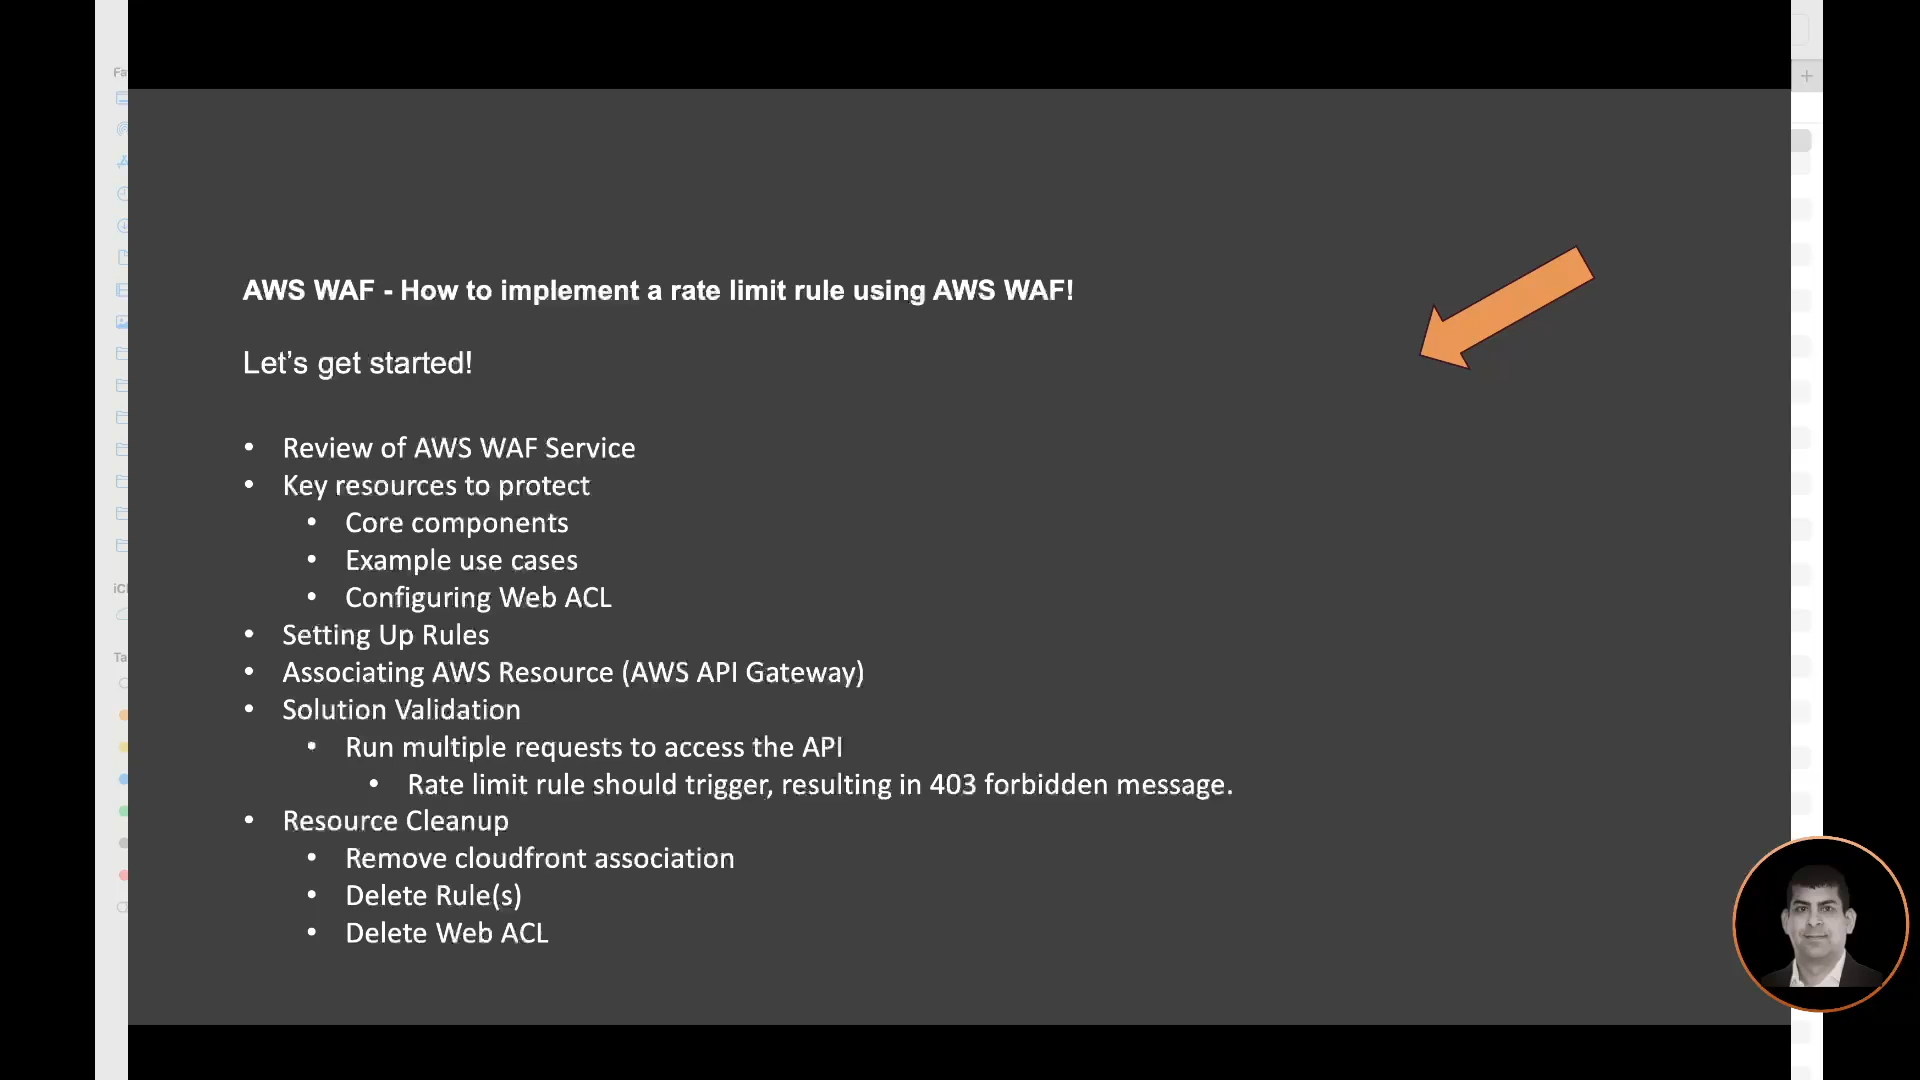 AWS WAF - How to implement a rate limit rule using AWS WAF!
Let’s get started!
• Review of AWS WAF Service
• Key resources to protect
• Core components
• Example use cases
• Configuring Web ACL
• Setting Up Rules
• Associating AWS Resource (AWS API Gateway)
• Solution Validation
• Run multiple requests to access the API
• Rate limit rule should trigger, resulting in 403 forbidden message.
• Resource Cleanup
• Remove cloudfront association
• Delete Rule(s)
• Delete Web ACL